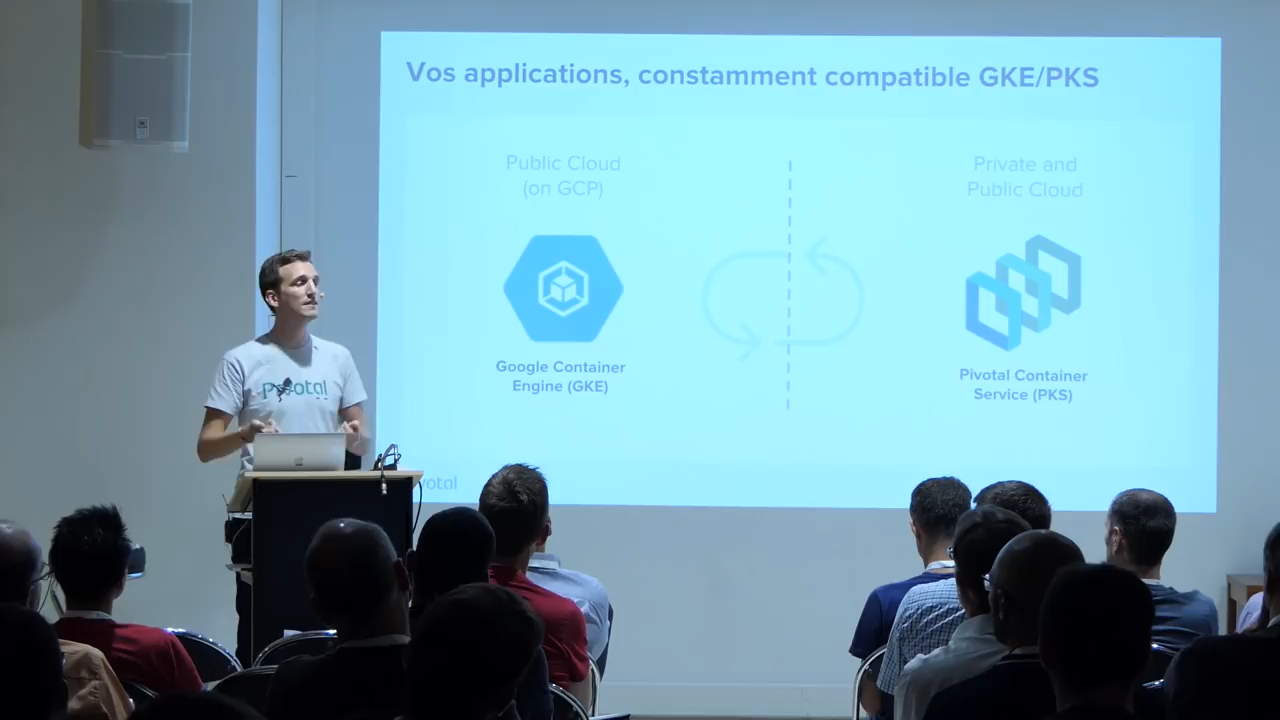 Vos applications, constamment compatible GKE/PKS
Public Cloud
(on GCP)
Private and
Public Cloud
Google Container
Engine (GKE)
Pivotal Container
Service (PKS)
Pivotal
votal